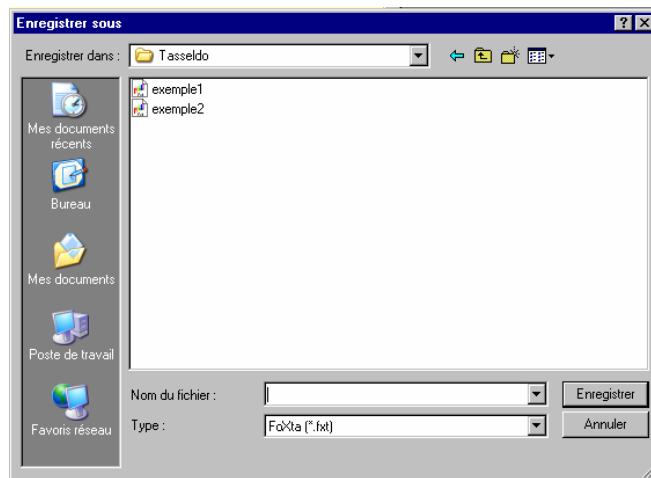 Enregistrer sous
Enregistrer dans :
Tasseldo
exemple1
exemple2
Mes documents
récents
Bureau
Mes documents
Poste de travail
Favoris réseau
Nom du fichier :
Enregistrer
Type :
FoXta (*.fxt)
Annuler